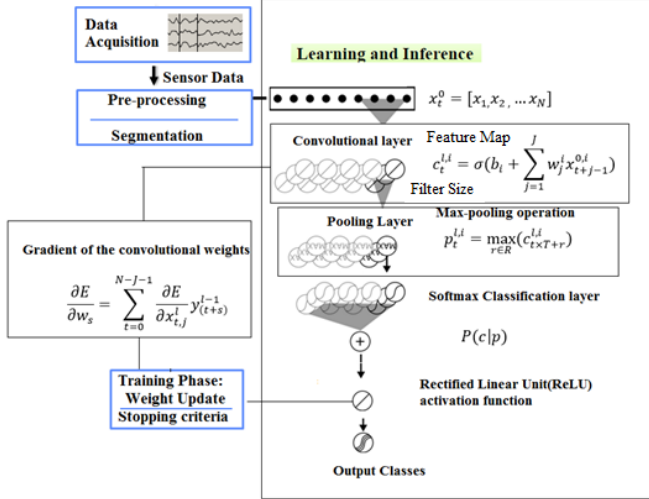 Data
Acquisition
Sensor Data
Pre-processing
Segmentation
Learning and Inference
x_t^0 = [x_1, x_2, … x_N]
Convolutional layer
Feature Map
c_t^{l,i} = σ(b_i + ∑_{j=1}^{J} w_j^i x_{t+j-1}^{0,i})
Filter Size
Pooling Layer
Max-pooling operation
MAX
p_t^{l,i} = max_{r∈R}(c_{t×T+r}^{l,i})
Gradient of the convolutional weights
∂E/∂w_s = ∑_{t=0}^{N-J-1} ∂E/∂x_{t,j}^l y_{(t+s)}^{l-1}
Softmax Classification layer
P(c|p)
+
Training Phase:
Weight Update
Stopping criteria
Rectified Linear Unit(ReLU)
activation function
Output Classes